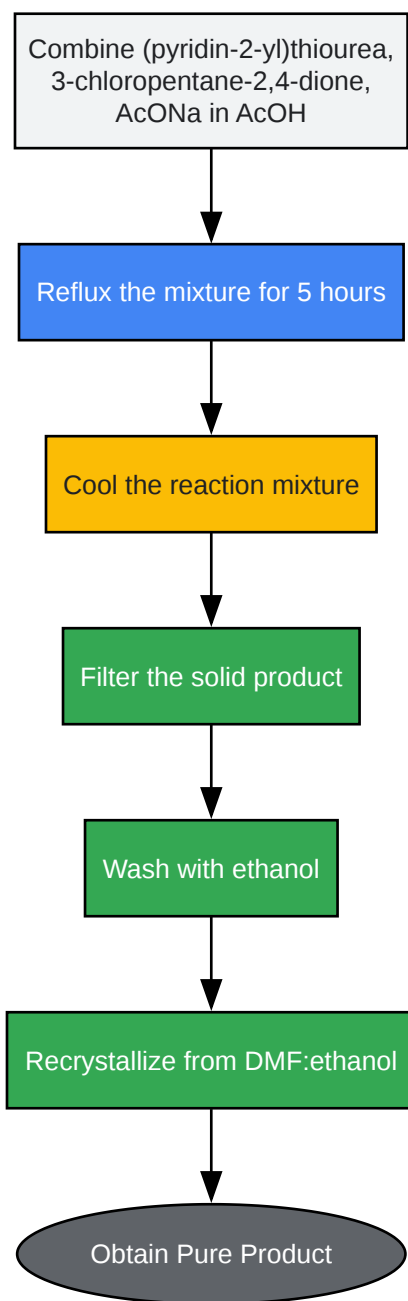 Combine (pyridin-2-yl)thiourea,
3-chloropentane-2,4-dione,
AcONa in AcOH
Reflux the mixture for 5 hours
Cool the reaction mixture
Filter the solid product
Wash with ethanol
Recrystallize from DMF:ethanol
Obtain Pure Product